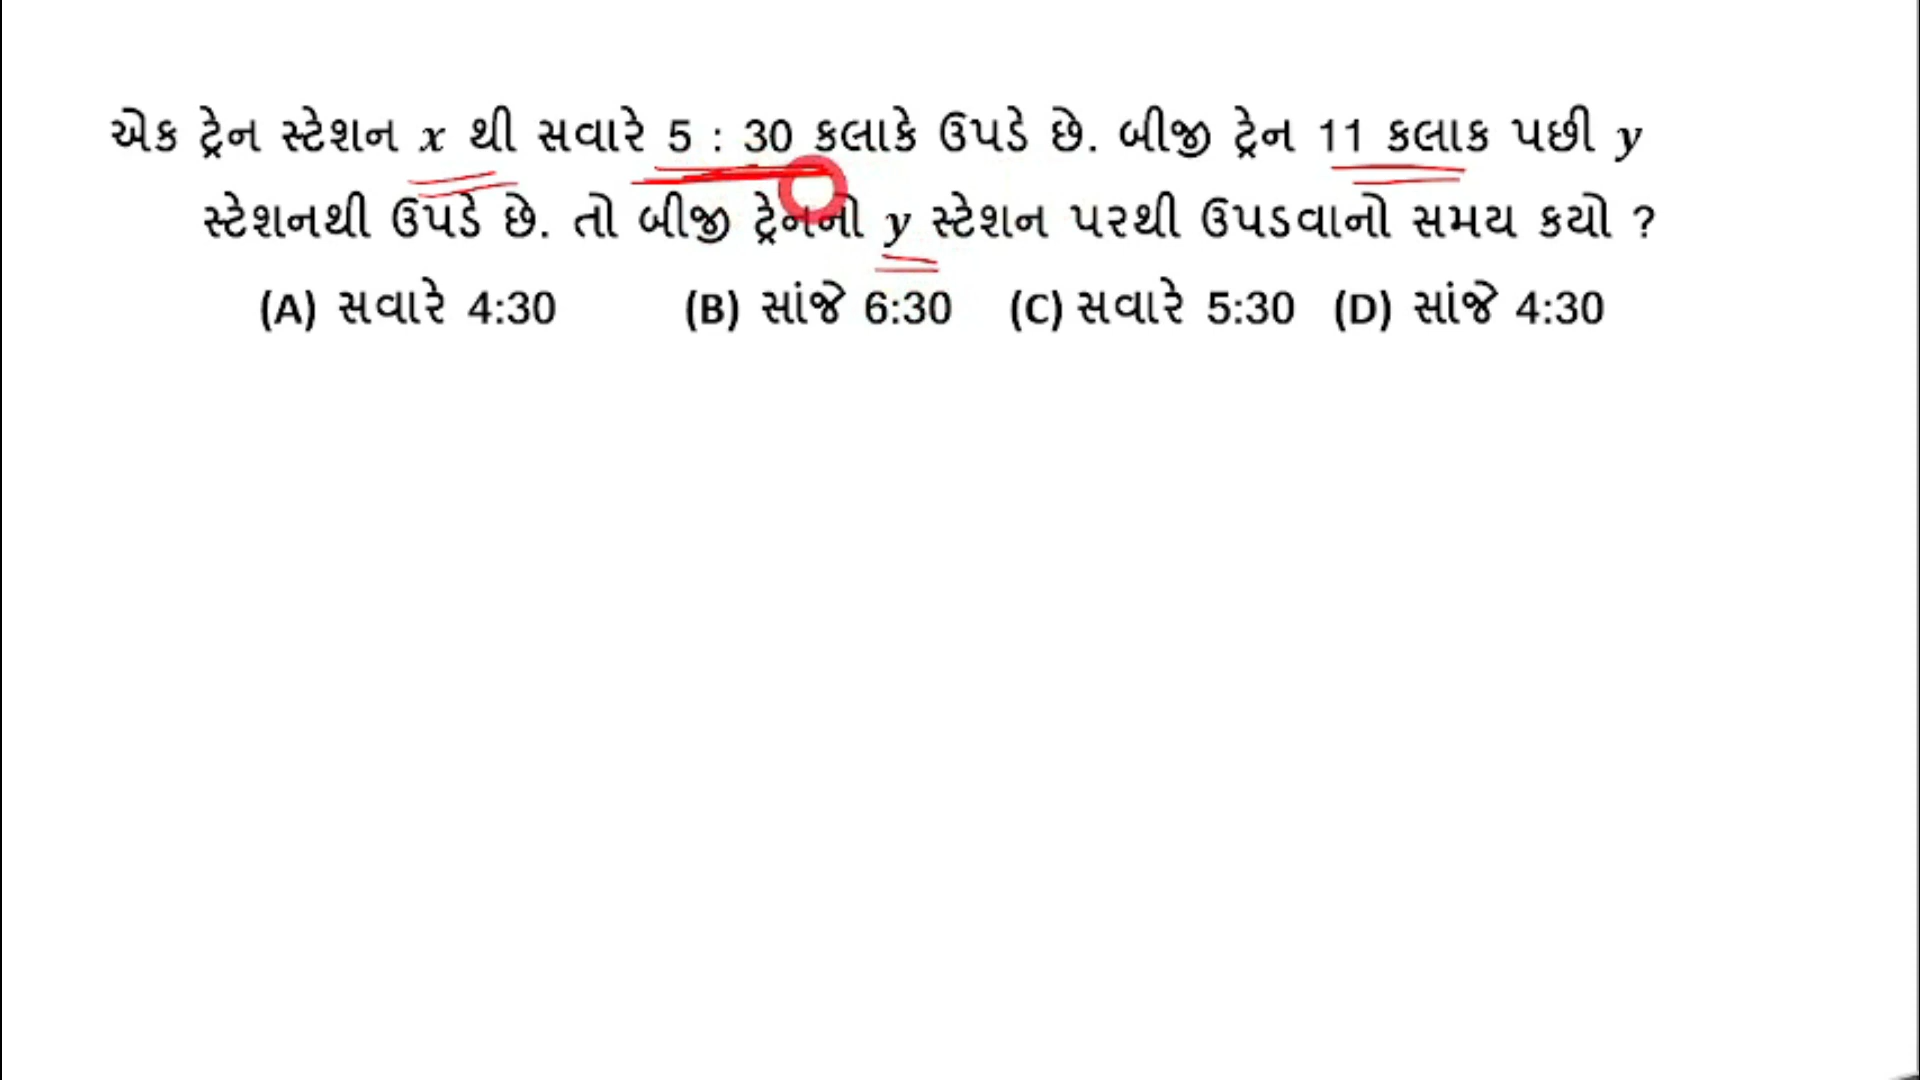 એક ટ્રેન સ્ટેશન x થી સવારે 5 : 30 કલાકે ઉપડે છે. બીજી ટ્રેન 11 કલાક પછી y
સ્ટેશનથી ઉપડે છે. તો બીજી ટ્રેનનો y સ્ટેશન પરથી ઉપડવાનો સમય કયો ?
(A) સવારે 4:30 (B) સાંજે 6:30 (C) સવારે 5:30 (D) સાંજે 4:30